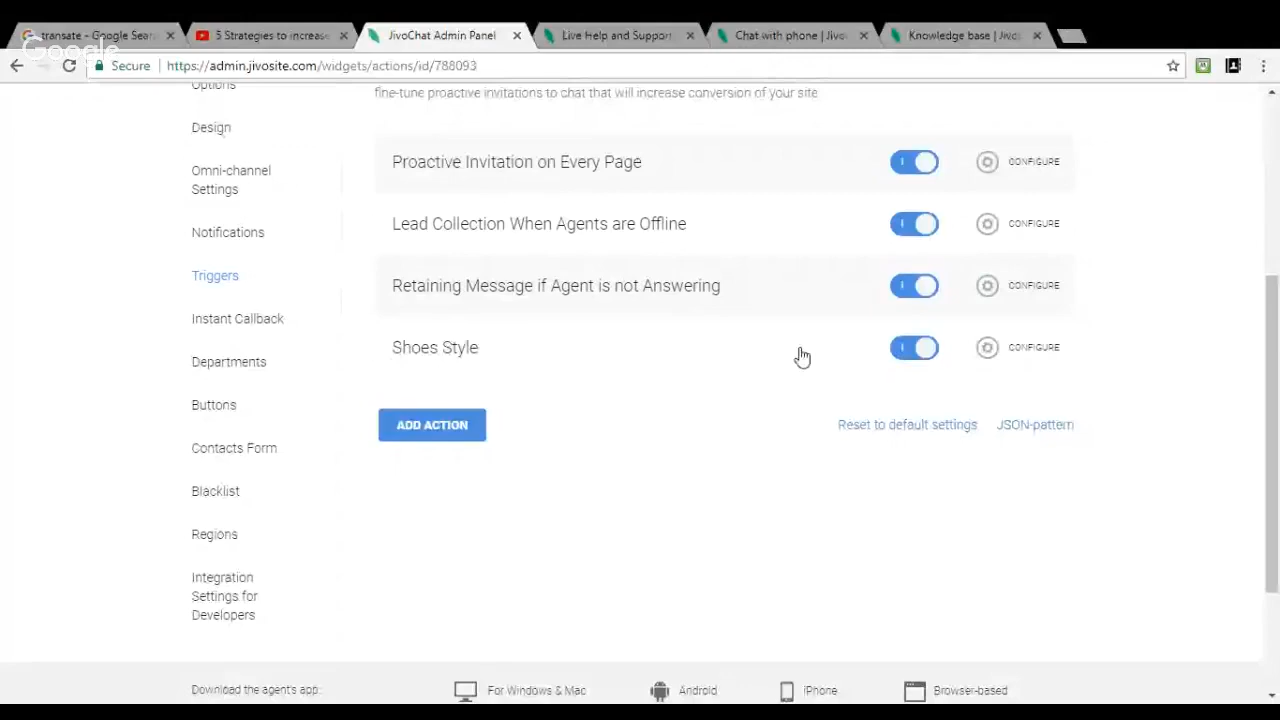 transate - Google Sear
5 Strategies to increase
JivoChat Admin Panel
Live Help and Support
Chat with phone | Jivo
Knowledge base | Jivo
Google
Secure
https://admin.jivosite.com/widgets/actions/id/788093
Options
Design
Omni-channel
Settings
Notifications
Triggers
Instant Callback
Departments
Buttons
Contacts Form
Blacklist
Regions
Integration
Settings for
Developers
fine-tune proactive invitations to chat that will increase conversion of your site
Proactive Invitation on Every Page
CONFIGURE
Lead Collection When Agents are Offline
CONFIGURE
Retaining Message if Agent is not Answering
CONFIGURE
Shoes Style
CONFIGURE
ADD ACTION
Reset to default settings
JSON-pattern
Download the agent's app:
For Windows & Mac
Android
iPhone
Browser-based